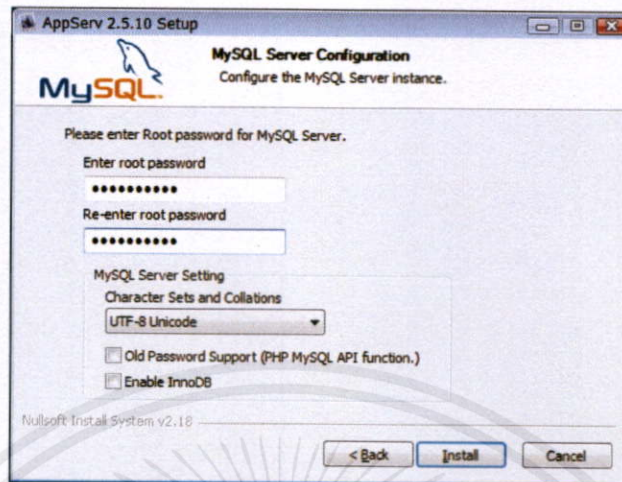 AppServ 2.5.10 Setup
MySQL Server Configuration
Configure the MySQL Server instance.
MySQL
Please enter Root password for MySQL Server.
Enter root password
••••••••••
Re-enter root password
••••••••••
MySQL Server Setting
Character Sets and Collations
UTF-8 Unicode
Old Password Support (PHP MySQL API function.)
Enable InnoDB
Nullsoft Install System v2.18
< Back
Install
Cancel